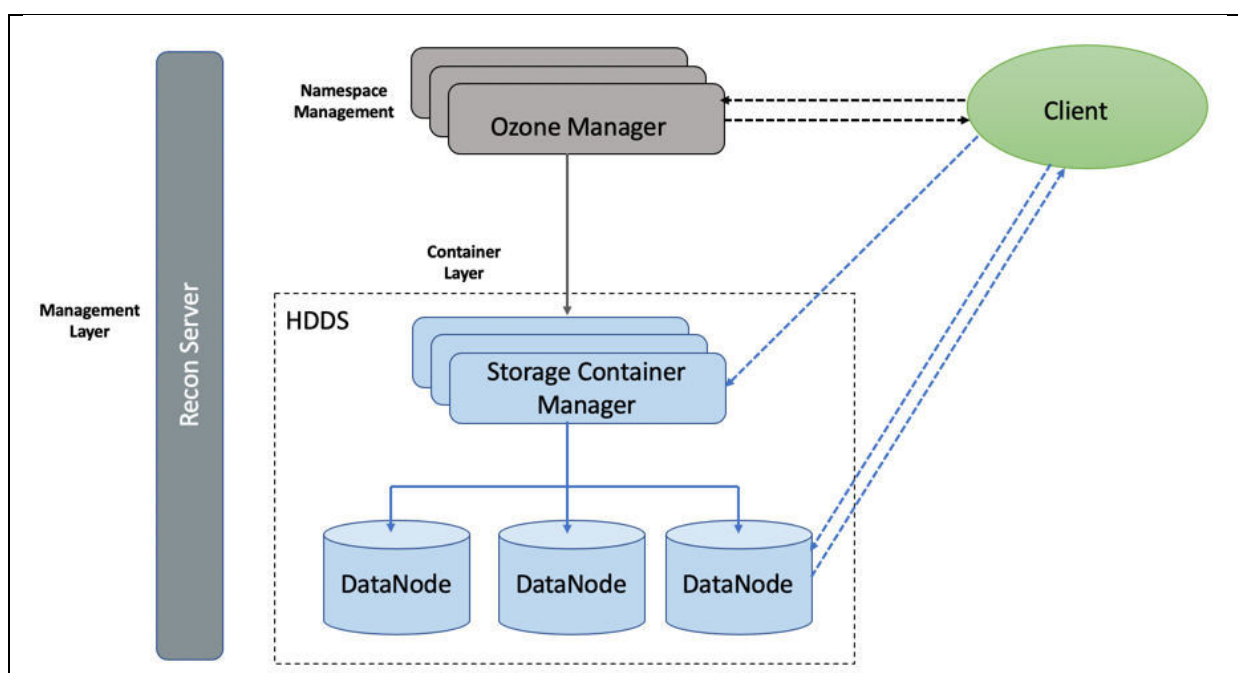 Namespace
Management
Ozone Manager
Client
Container
Layer
Management
Layer
Recon Server
HDDS
Storage Container
Manager
DataNode
DataNode
DataNode